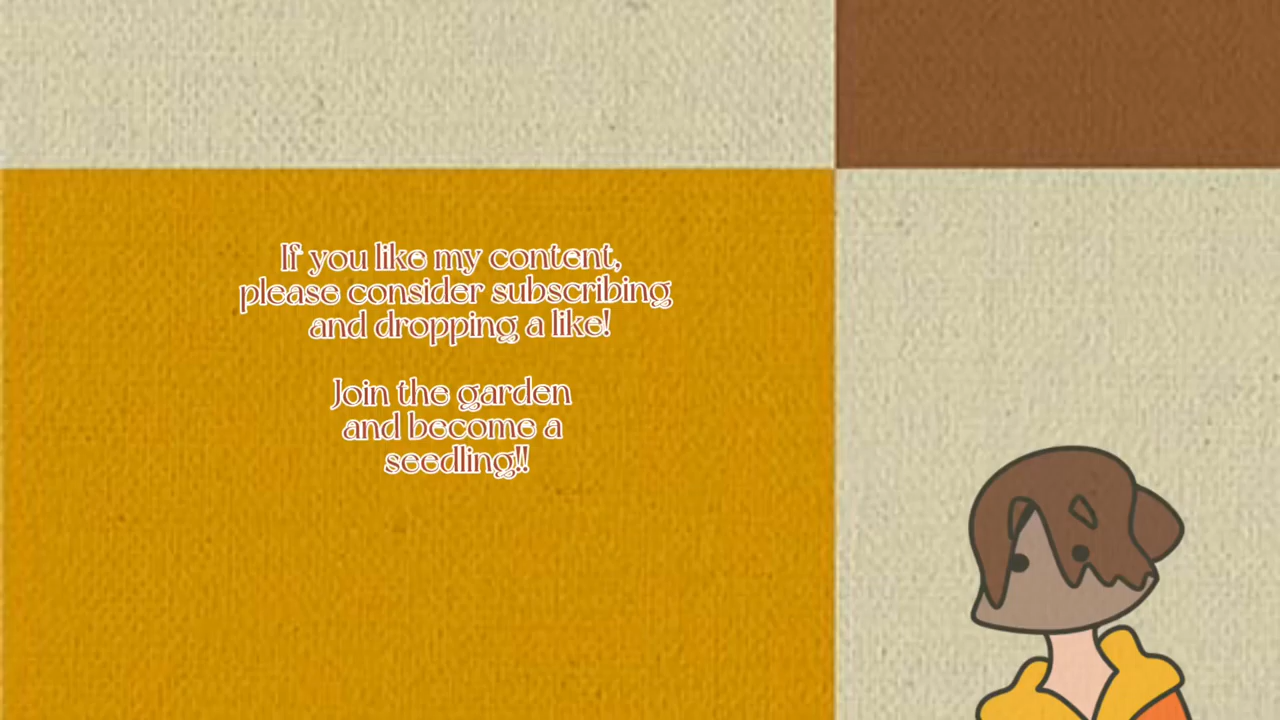 If you like my content,
please consider subscribing
and dropping a like!
Join the garden
and become a
seedling!!